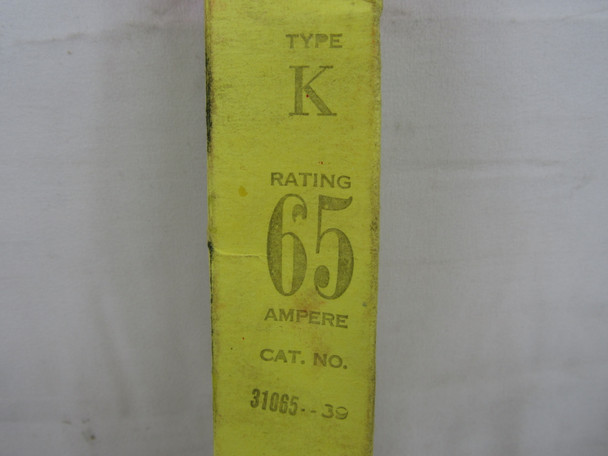 TYPE
K
RATING
65
AMPERE
CAT. NO.
31065--39